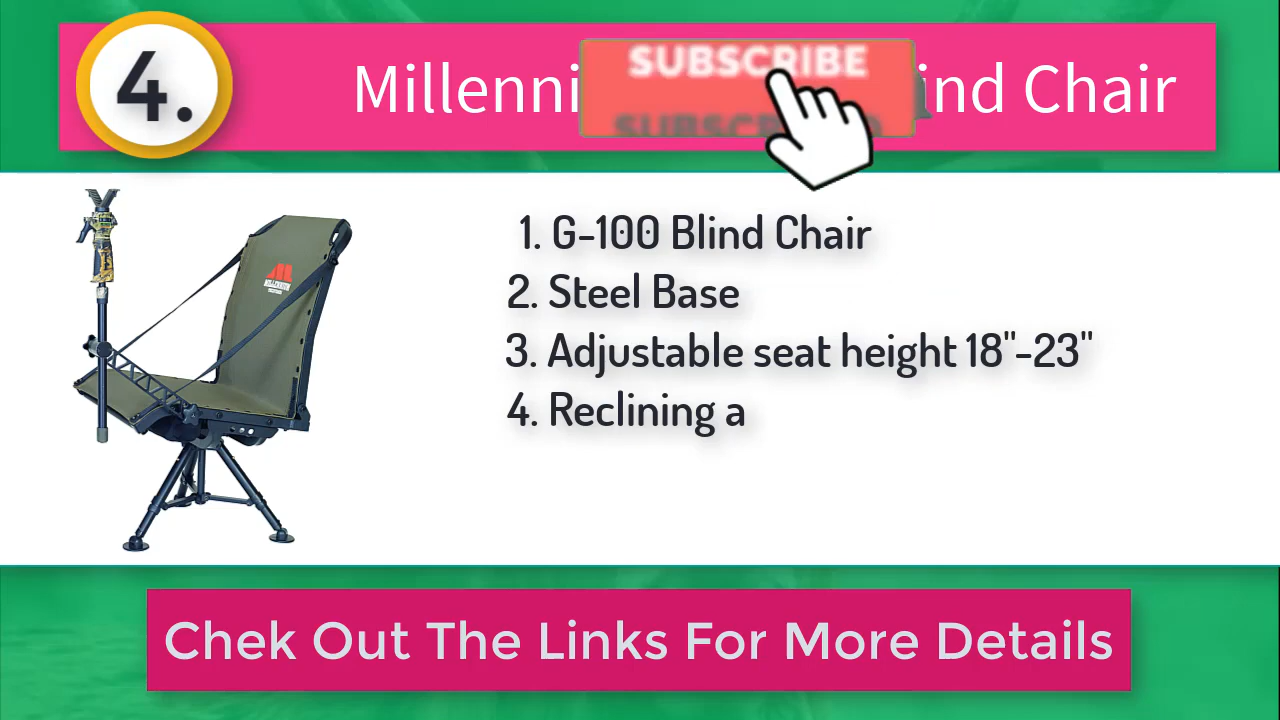 4.
Millenni
SUBSCRIBE
ind Chair
MILLENNIUM
1. G-100 Blind Chair
2. Steel Base
3. Adjustable seat height 18"-23"
4. Reclining a
Chek Out The Links For More Details